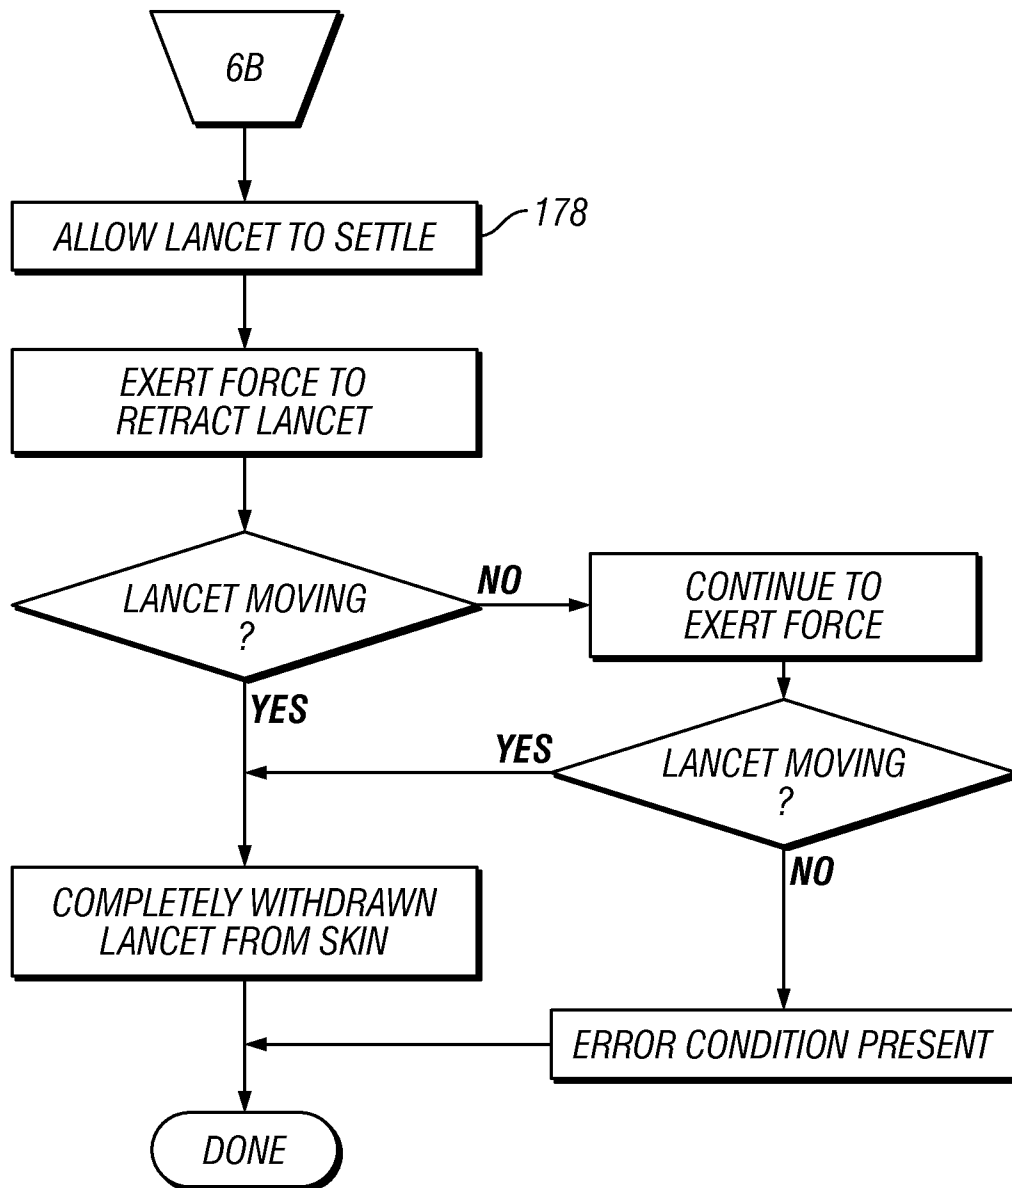 6B
ALLOW LANCET TO SETTLE
178
EXERT FORCE TO
RETRACT LANCET
LANCET MOVING
?
NO
CONTINUE TO
EXERT FORCE
YES
YES
LANCET MOVING
?
NO
COMPLETELY WITHDRAWN
LANCET FROM SKIN
ERROR CONDITION PRESENT
DONE